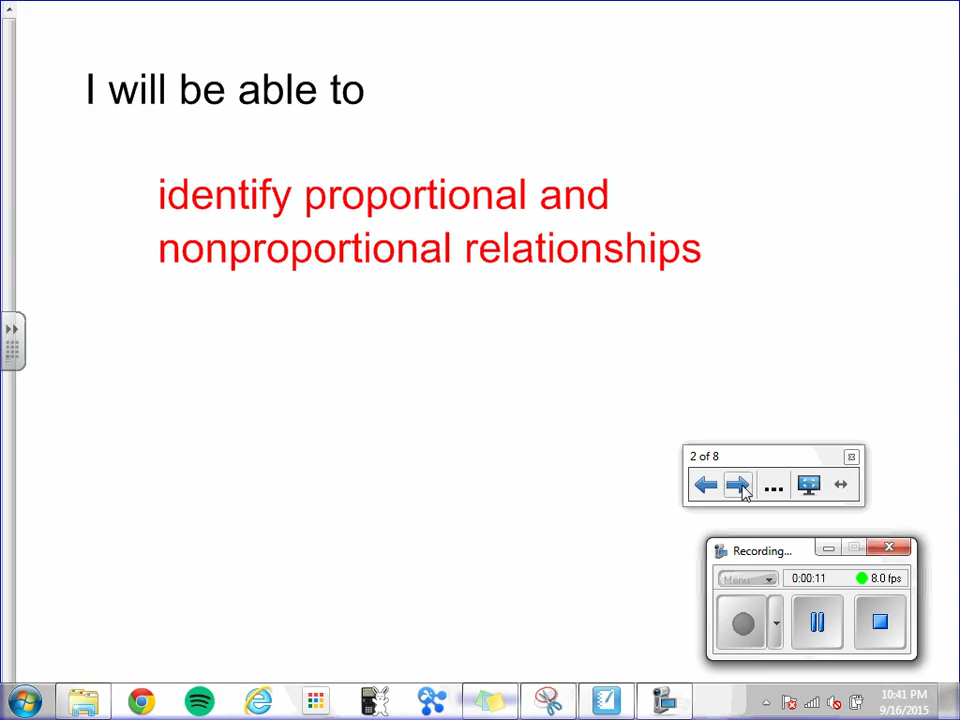 I will be able to
identify proportional and
nonproportional relationships
2 of 8
...
Recording...
Menu
0:00:11
8.0 fps
10:41 PM
9/16/2015